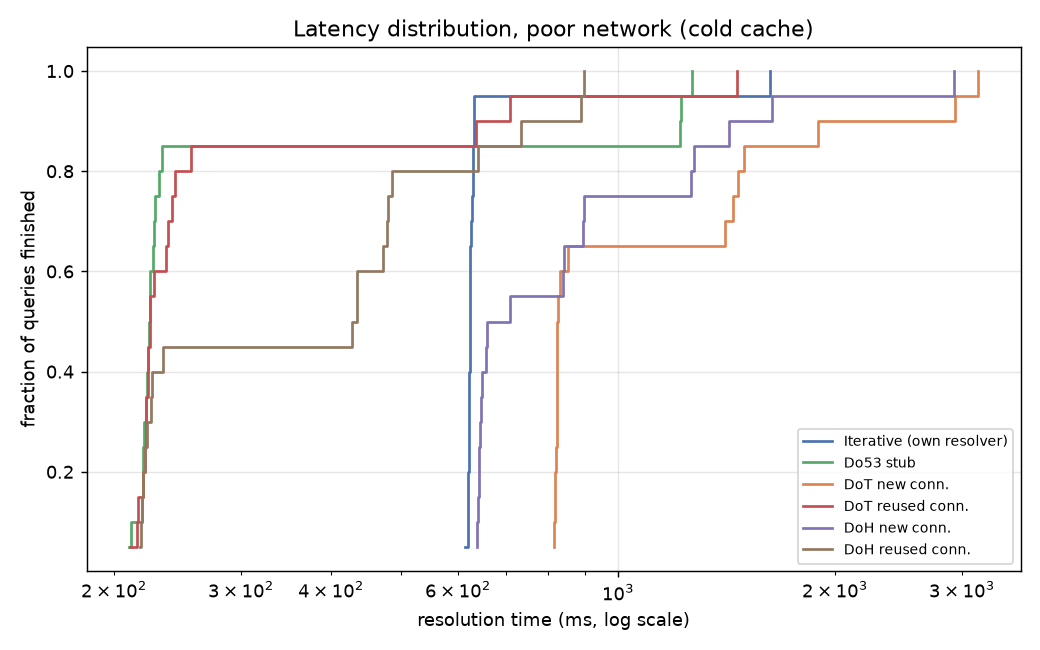 Latency distribution, poor network (cold cache)
fraction of queries finished
1.0
0.8
0.6
0.4
0.2
Iterative (own resolver)
Do53 stub
DoT new conn.
DoT reused conn.
DoH new conn.
DoH reused conn.
2 × 10² 3 × 10² 4 × 10² 6 × 10² 10³ 2 × 10³ 3 × 10³
resolution time (ms, log scale)